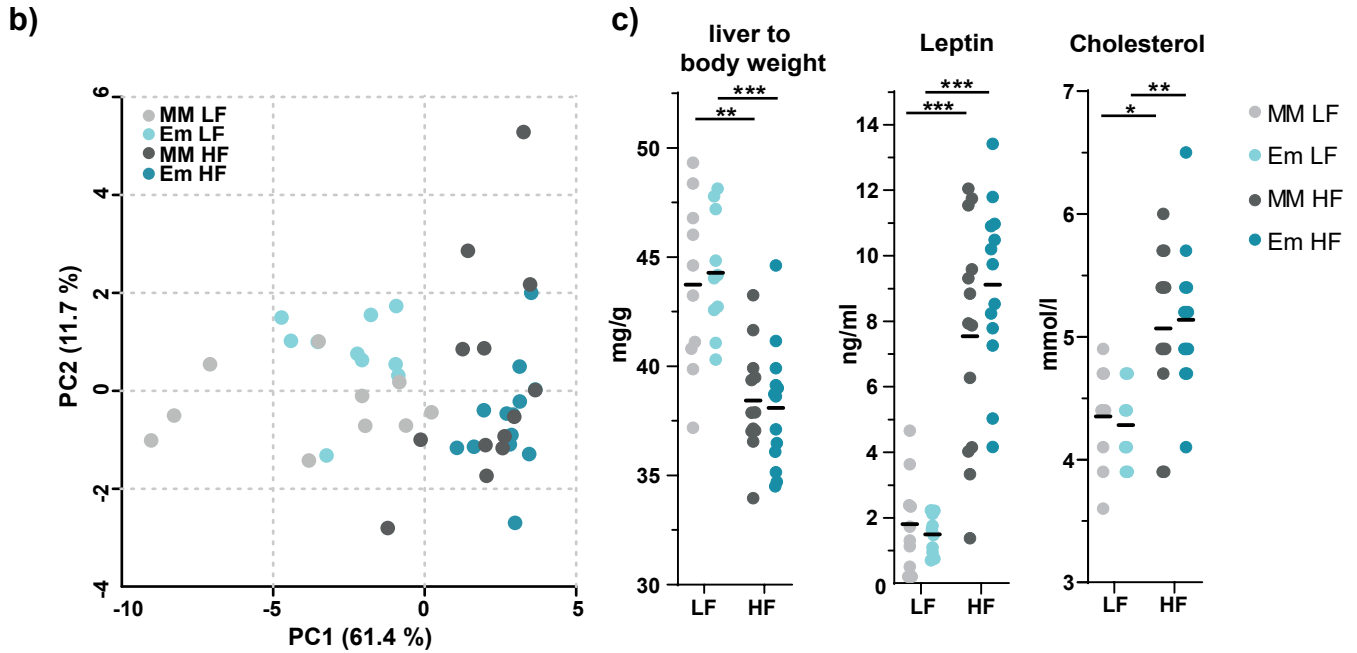 b)
6
4
2
0
-2
-4
PC2 (11.7 %)
MM LF
Em LF
MM HF
Em HF
-10
-5
0
5
PC1 (61.4 %)
c)
liver to
body weight
***
**
50
45
40
35
30
mg/g
LF
HF
Leptin
***
***
14
12
10
8
6
4
2
0
ng/ml
LF
HF
Cholesterol
**
*
7
6
5
4
3
mmol/l
LF
HF
MM LF
Em LF
MM HF
Em HF